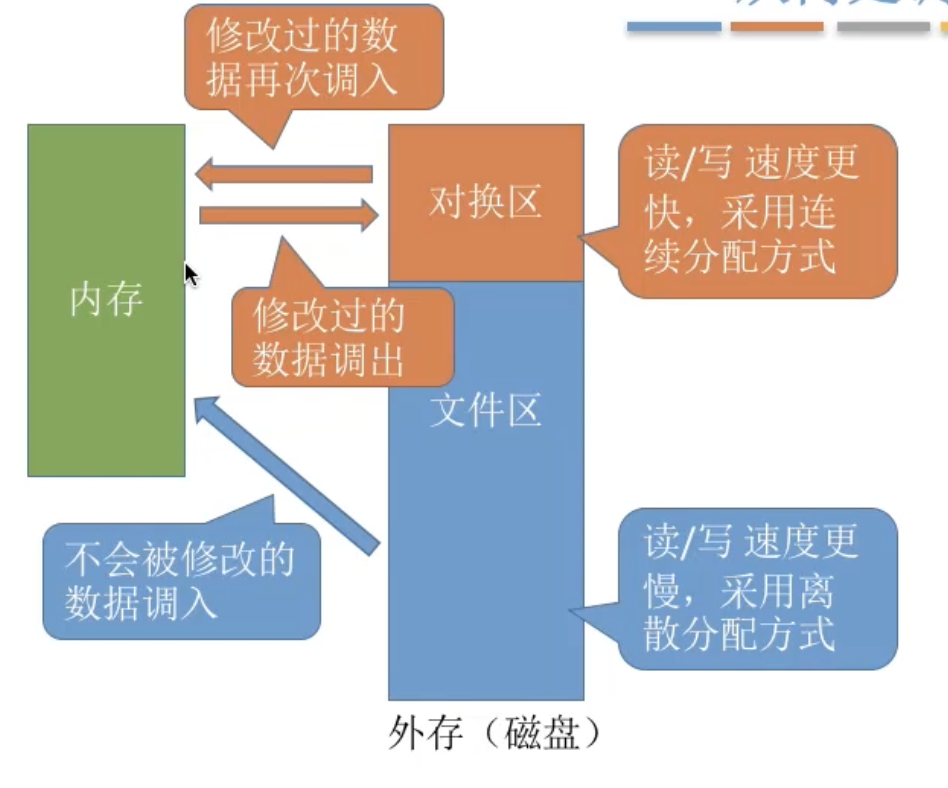 修改过的数
据再次调入
对换区
读/写 速度更
快，采用连
续分配方式
内存
修改过的
数据调出
文件区
不会被修改的
数据调入
读/写 速度更
慢，采用离
散分配方式
外存（磁盘）